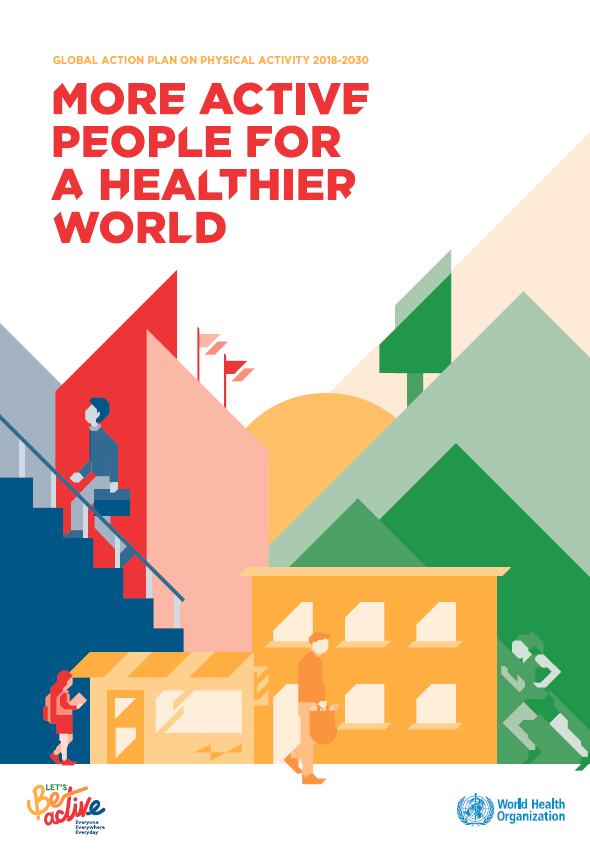 GLOBAL ACTION PLAN ON PHYSICAL ACTIVITY 2018-2030
MORE ACTIVE
PEOPLE FOR
A HEALTHIER
WORLD
LET'S
Be
active
Everyone
Everywhere
Everyday
World Health
Organization